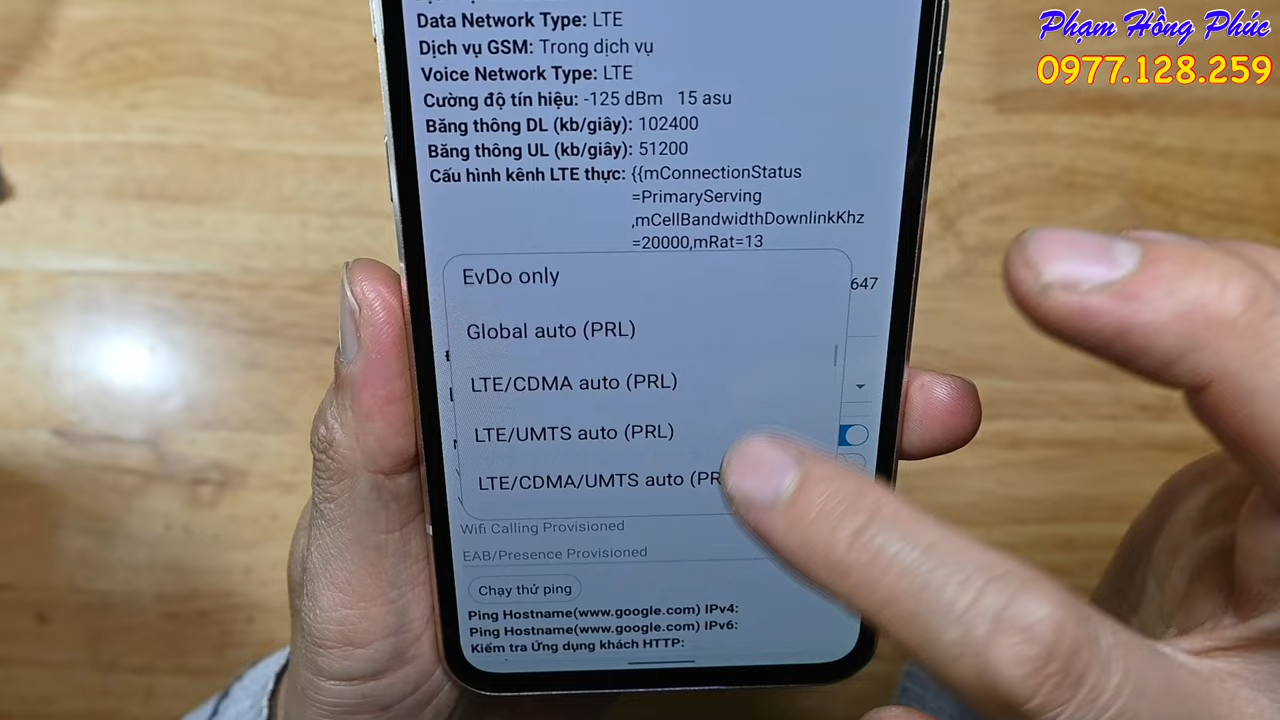 Phạm Hồng Phúc
0977.128.259
Data Network Type: LTE
Dịch vụ GSM: Trong dịch vụ
Voice Network Type: LTE
Cường độ tín hiệu: -125 dBm 15 asu
Băng thông DL (kb/giây): 102400
Băng thông UL (kb/giây): 51200
Cấu hình kênh LTE thực: {{mConnectionStatus
=PrimaryServing
,mCellBandwidthDownlinkKhz
=20000,mRat=13
647
EvDo only
Global auto (PRL)
LTE/CDMA auto (PRL)
LTE/UMTS auto (PRL)
LTE/CDMA/UMTS auto (PR
Wifi Calling Provisioned
EAB/Presence Provisioned
Chạy thử ping
Ping Hostname(www.google.com) IPv4:
Ping Hostname(www.google.com) IPv6:
Kiểm tra Ứng dụng khách HTTP: